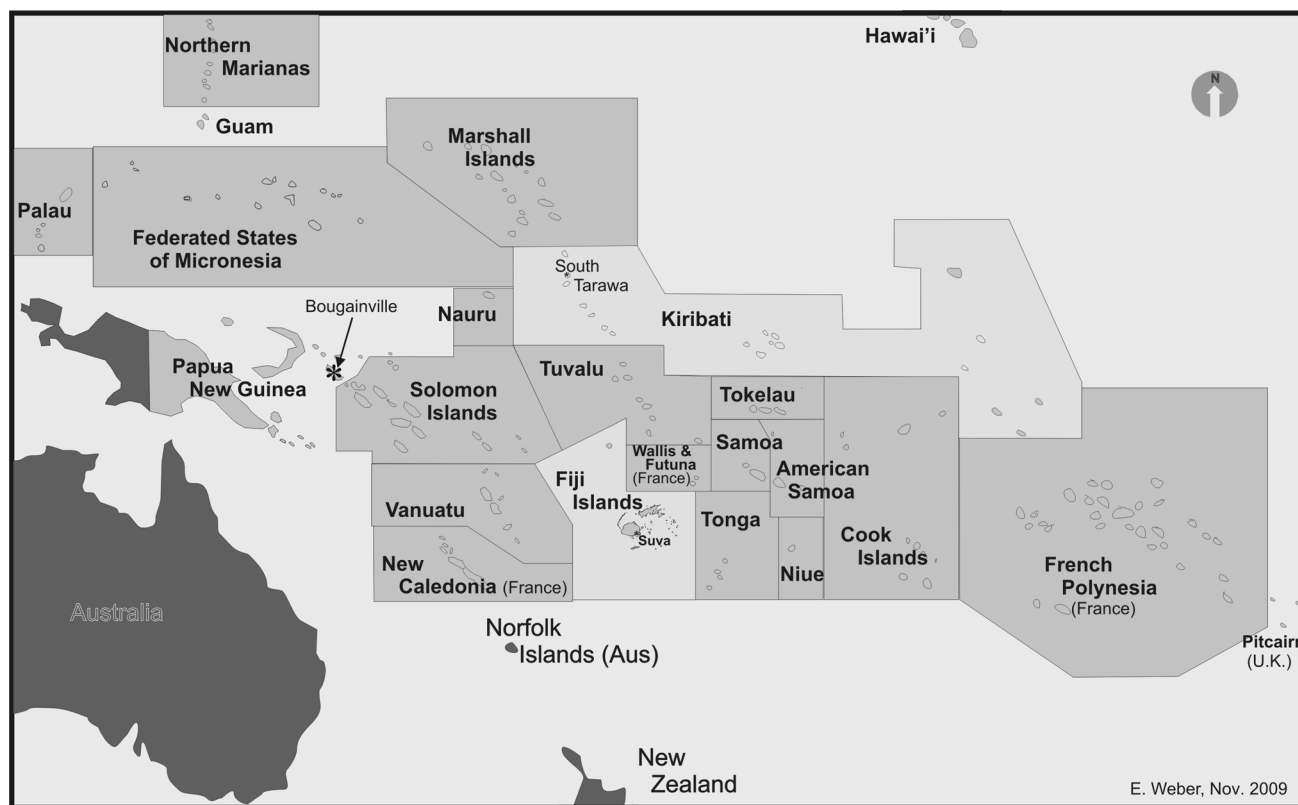 Hawai'i
Northern
Marianas
N
Guam
Marshall
Islands
Palau
Federated States
of Micronesia
South
Tarawa
Bougainville
Nauru
Kiribati
Papua
New Guinea
*
Solomon
Islands
Tuvalu
Tokelau
Samoa
Wallis &
Futuna
(France)
American
Samoa
Fiji
Islands
Vanuatu
Suva
Tonga
Cook
Islands
New
Caledonia (France)
Niue
French
Polynesia
(France)
Australia
Norfolk
Islands (Aus)
Pitcairn
(U.K.)
New
Zealand
E. Weber, Nov. 2009